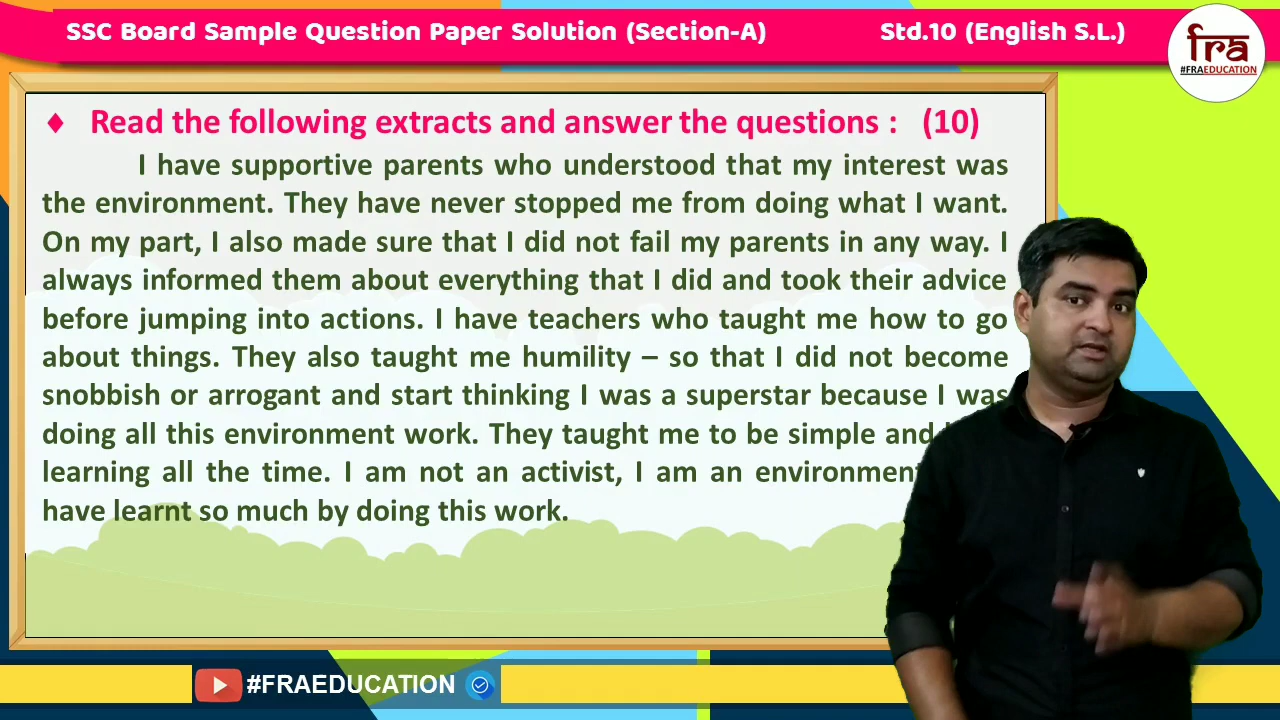 SSC Board Sample Question Paper Solution (Section-A) Std.10 (English S.L.)
fra
#FRAEDUCATION
♦ Read the following extracts and answer the questions : (10)
I have supportive parents who understood that my interest was
the environment. They have never stopped me from doing what I want.
On my part, I also made sure that I did not fail my parents in any way. I
always informed them about everything that I did and took their advice
before jumping into actions. I have teachers who taught me how to go
about things. They also taught me humility – so that I did not become
snobbish or arrogant and start thinking I was a superstar because I was
doing all this environment work. They taught me to be simple and
learning all the time. I am not an activist, I am an
have learnt so much by doing this work.
#FRAEDUCATION